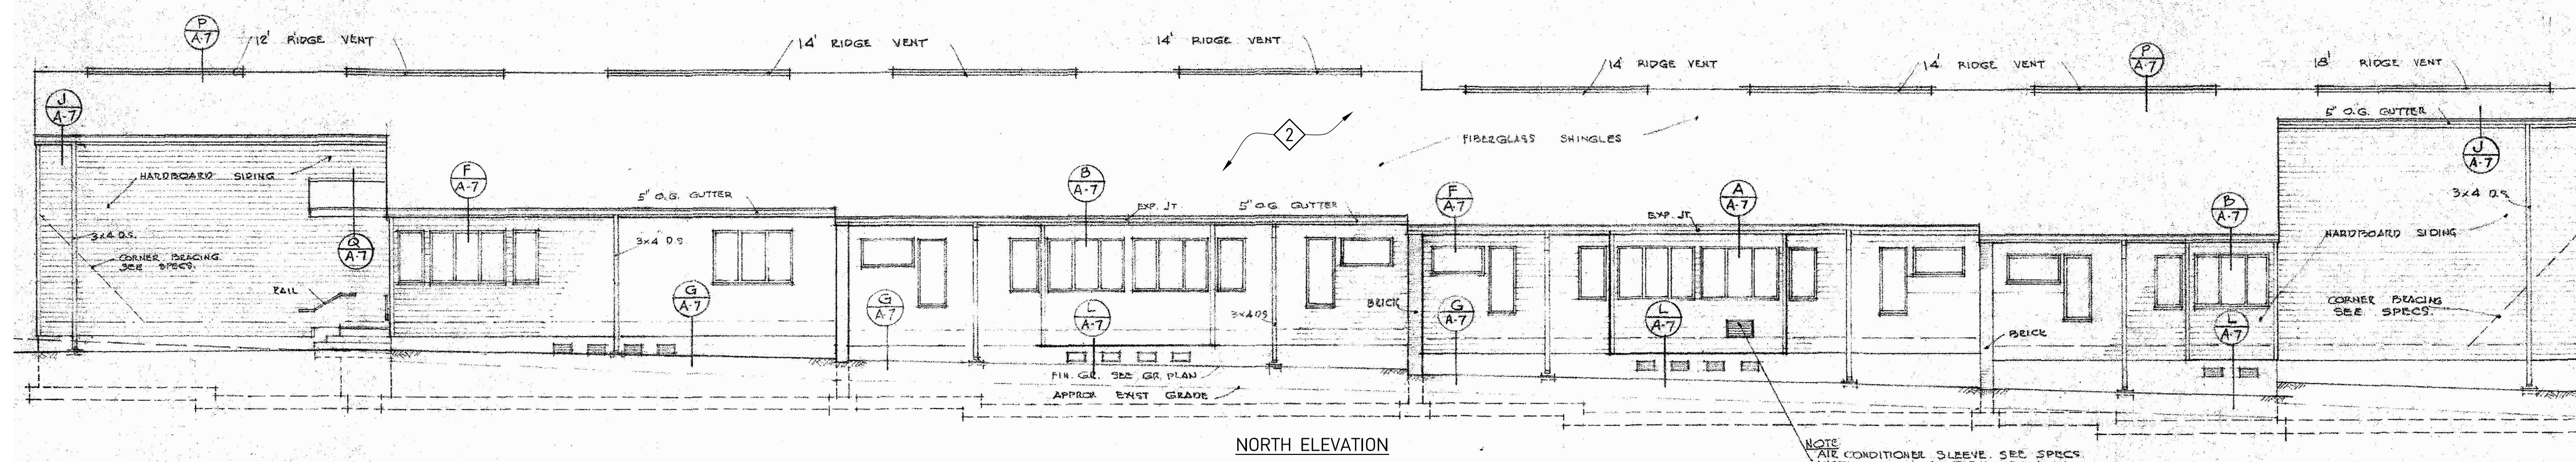 P
A-7
12' RIDGE VENT
14' RIDGE VENT
14' RIDGE VENT
14' RIDGE VENT
14' RIDGE VENT
P
A-7
18' RIDGE VENT
J
A-7
5" O.G. GUTTER
2
FIBERGLASS SHINGLES
J
A-7
HARDBOARD SIDING
F
A-7
5" O.G. GUTTER
B
A-7
EXP. JT
5" O.G. GUTTER
F
A-7
EXP. JT.
A
A-7
B
A-7
3x4 D.S.
HARDBOARD SIDING
3x4 D.S.
Q
A-7
3x4 D.S.
CORNER BRACING
SEE SPECS.
RAIL
G
A-7
G
A-7
L
A-7
3x4 DS
BRICK
G
A-7
L
A-7
BRICK
L
A-7
CORNER BRACING
SEE SPECS.
FIN. GR. SEE GR. PLAN
APPROX EXIST GRADE
NORTH ELEVATION
NOTE
AIR CONDITIONER SLEEVE. SEE SPECS.